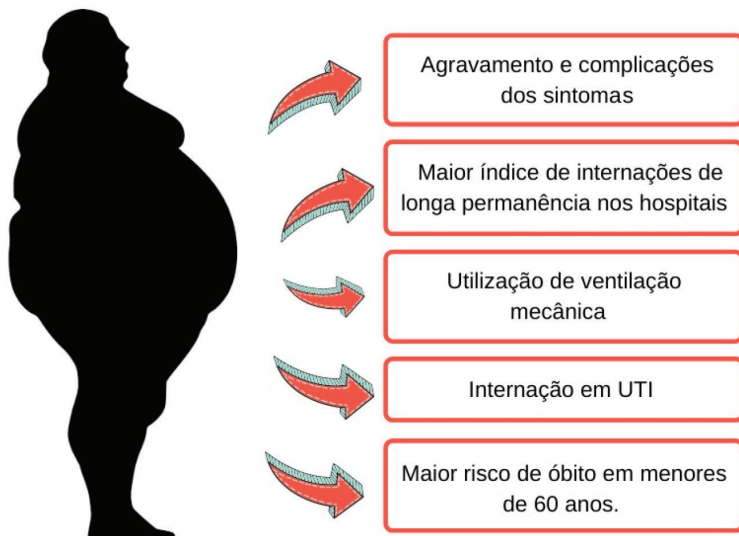 Agravamento e complicações
dos sintomas
Maior índice de internações de
longa permanência nos hospitais
Utilização de ventilação
mecânica
Internação em UTI
Maior risco de óbito em menores
de 60 anos.